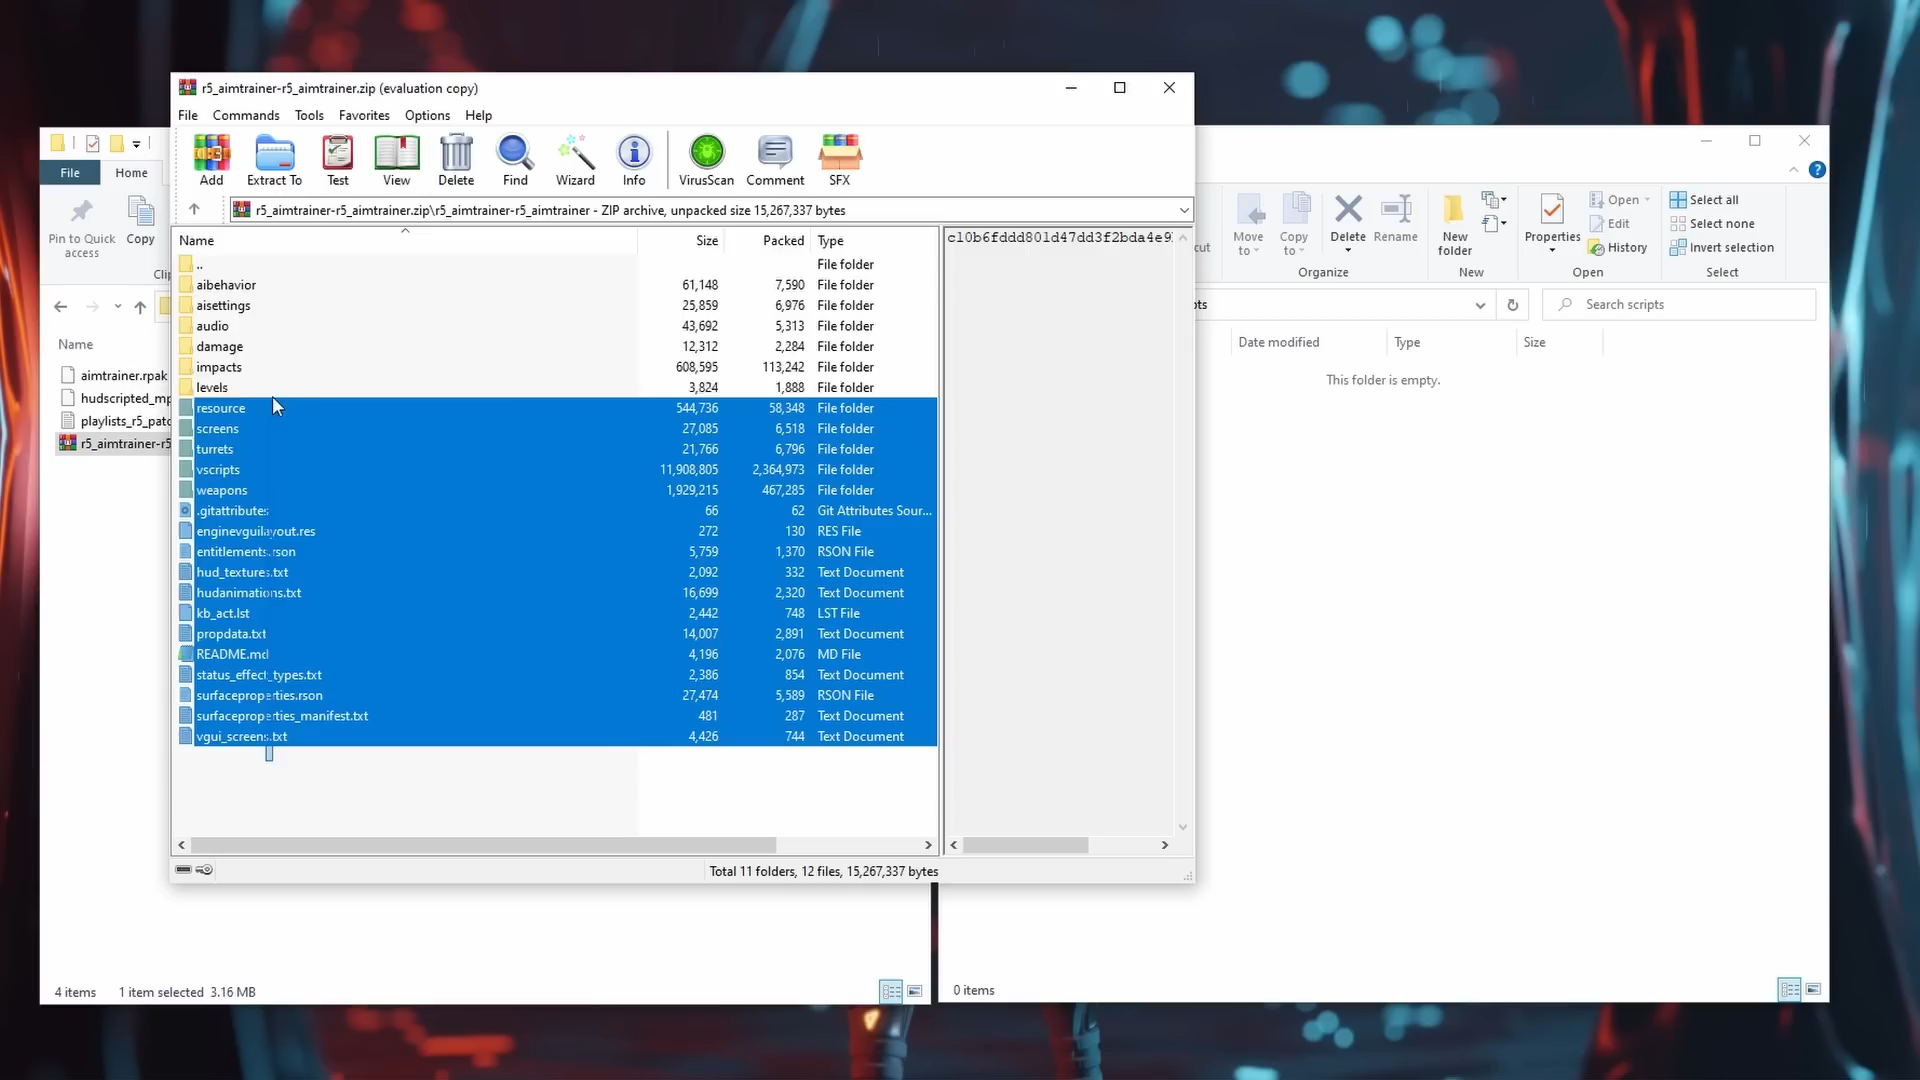 r5_aimtrainer-r5_aimtrainer.zip (evaluation copy)
File Commands Tools Favorites Options Help
Add Extract To Test View Delete Find Wizard Info VirusScan Comment SFX
r5_aimtrainer-r5_aimtrainer.zip\r5_aimtrainer-r5_aimtrainer - ZIP archive, unpacked size 15,267,337 bytes
Name Size Packed Type
.. File folder
aibehavior 61,148 7,590 File folder
aisettings 25,859 6,976 File folder
audio 43,692 5,313 File folder
damage 12,312 2,284 File folder
impacts 608,595 113,242 File folder
levels 3,824 1,888 File folder
resource 544,736 58,348 File folder
screens 27,085 6,518 File folder
turrets 21,766 6,796 File folder
vscripts 11,908,805 2,364,973 File folder
weapons 1,929,215 467,285 File folder
.gitattributes 66 62 Git Attributes Sour...
enginevguilayout.res 272 130 RES File
entitlements.rson 5,759 1,370 RSON File
hud_textures.txt 2,092 332 Text Document
hudanimations.txt 16,699 2,320 Text Document
kb_act.lst 2,442 748 LST File
propdata.txt 14,007 2,891 Text Document
README.md 4,196 2,076 MD File
status_effect_types.txt 2,386 854 Text Document
surfaceproperties.rson 27,474 5,589 RSON File
surfaceproperties_manifest.txt 481 287 Text Document
vgui_screens.txt 4,426 744 Text Document
c10b6fddd801d47dd3f2bda4e9
Total 11 folders, 12 files, 15,267,337 bytes
File Home
Pin to Quick access
Copy
Clip
Name
aimtrainer.rpak
hudscripted_mp
playlists_r5_patc
r5_aimtrainer-r5
4 items 1 item selected 3.16 MB
cut
Move to
Copy to
Delete
Rename
Organize
New folder
New
Properties
Open
Edit
History
Open
Select all
Select none
Invert selection
Select
pts
Search scripts
Date modified Type Size
This folder is empty.
0 items